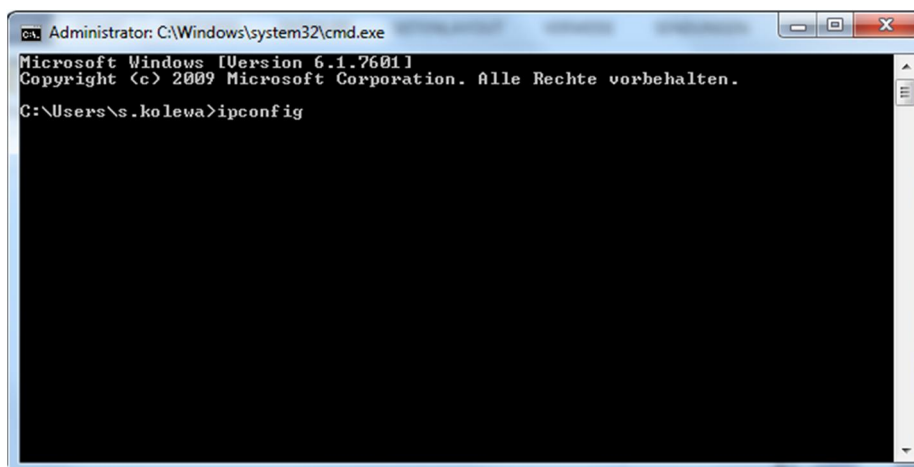 Administrator: C:\Windows\system32\cmd.exe
Microsoft Windows [Version 6.1.7601]
Copyright (c) 2009 Microsoft Corporation. Alle Rechte vorbehalten.
C:\Users\s.kolewa>ipconfig